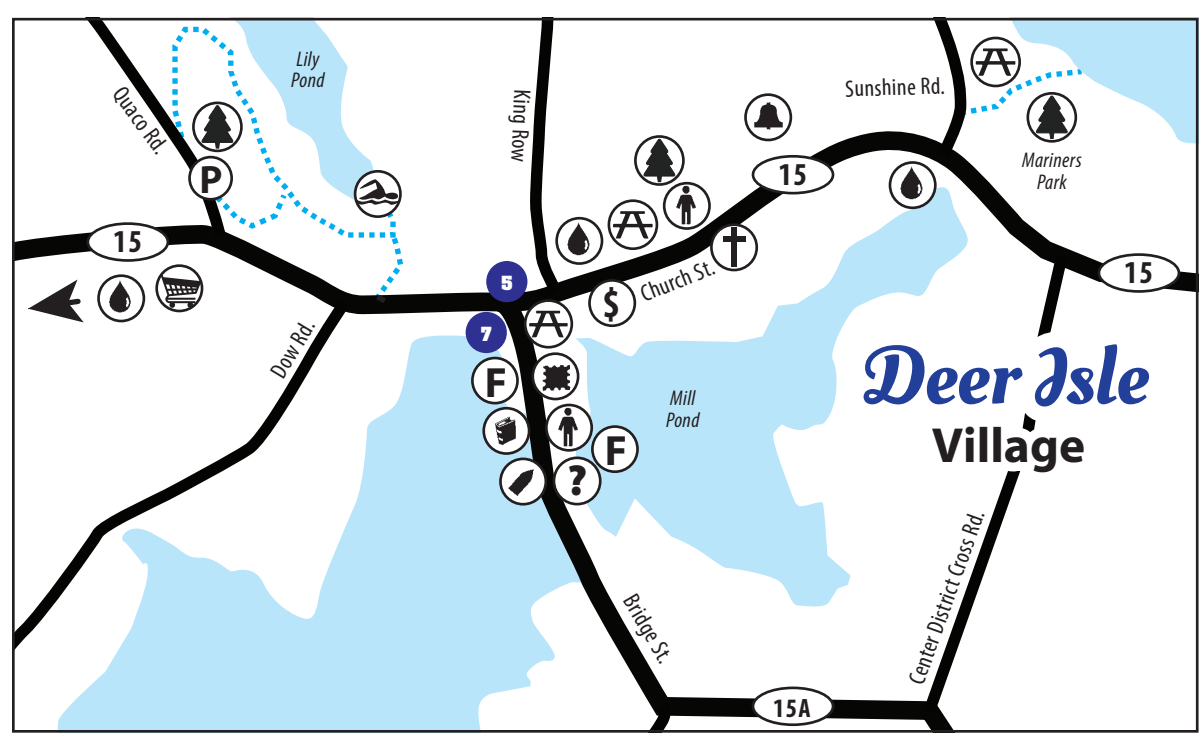 Lily
Pond
Quaco Rd.
King Row
Sunshine Rd.
Mariners
Park
P
15
15
15
5
7
$
Church St.
Dow Rd.
F
F
?
Mill
Pond
Deer Isle
Village
Bridge St.
Center District Cross Rd.
15A